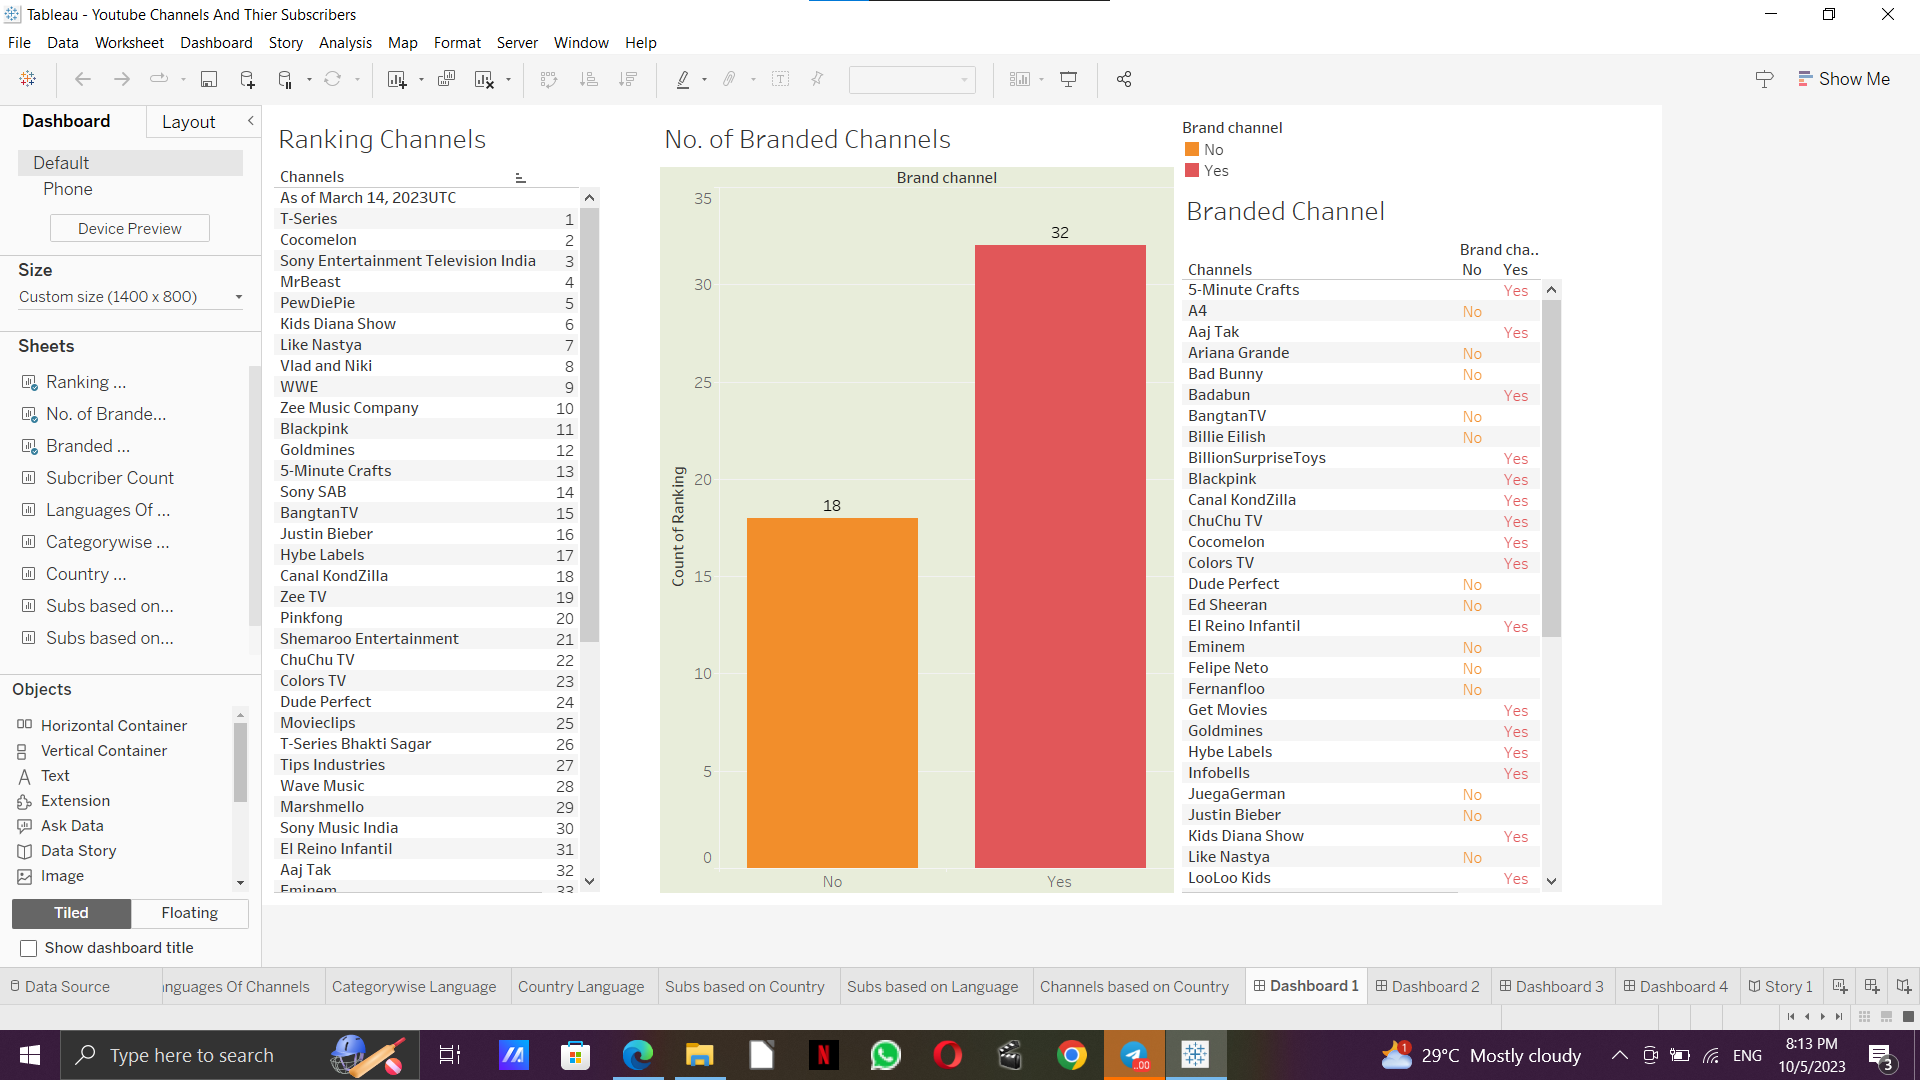 Tableau - Youtube Channels And Thier Subscribers
File Data Worksheet Dashboard Story Analysis Map Format Server Window Help
Show Me
Dashboard Layout
Default
Phone
Device Preview
Size
Custom size (1400 x 800)
Sheets
Ranking ...
No. of Brande...
Branded ...
Subcriber Count
Languages Of ...
Categorywise ...
Country ...
Subs based on...
Subs based on...
Objects
Horizontal Container
Vertical Container
Text
Extension
Ask Data
Data Story
Image
Tiled Floating
Show dashboard title
Ranking Channels
Channels
As of March 14, 2023UTC
T-Series 1
Cocomelon 2
Sony Entertainment Television India 3
MrBeast 4
PewDiePie 5
Kids Diana Show 6
Like Nastya 7
Vlad and Niki 8
WWE 9
Zee Music Company 10
Blackpink 11
Goldmines 12
5-Minute Crafts 13
Sony SAB 14
BangtanTV 15
Justin Bieber 16
Hybe Labels 17
Canal KondZilla 18
Zee TV 19
Pinkfong 20
Shemaroo Entertainment 21
ChuChu TV 22
Colors TV 23
Dude Perfect 24
Movieclips 25
T-Series Bhakti Sagar 26
Tips Industries 27
Wave Music 28
Marshmello 29
Sony Music India 30
El Reino Infantil 31
Aaj Tak 32
Eminem 33
No. of Branded Channels
Brand channel
Count of Ranking
35
30
25
20
15
10
5
0
18
32
No Yes
Brand channel
No
Yes
Branded Channel
Brand cha..
Channels No Yes
5-Minute Crafts Yes
A4 No
Aaj Tak Yes
Ariana Grande No
Bad Bunny No
Badabun Yes
BangtanTV No
Billie Eilish No
BillionSurpriseToys Yes
Blackpink Yes
Canal KondZilla Yes
ChuChu TV Yes
Cocomelon Yes
Colors TV Yes
Dude Perfect No
Ed Sheeran No
El Reino Infantil Yes
Eminem No
Felipe Neto No
Fernanfloo No
Get Movies Yes
Goldmines Yes
Hybe Labels Yes
Infobells Yes
JuegaGerman No
Justin Bieber No
Kids Diana Show Yes
Like Nastya No
LooLoo Kids Yes
Data Source nguages Of Channels Categorywise Language Country Language Subs based on Country Subs based on Language Channels based on Country Dashboard 1 Dashboard 2 Dashboard 3 Dashboard 4 Story 1
Type here to search
N
..00
1
29°C Mostly cloudy
ENG
8:13 PM
10/5/2023
3